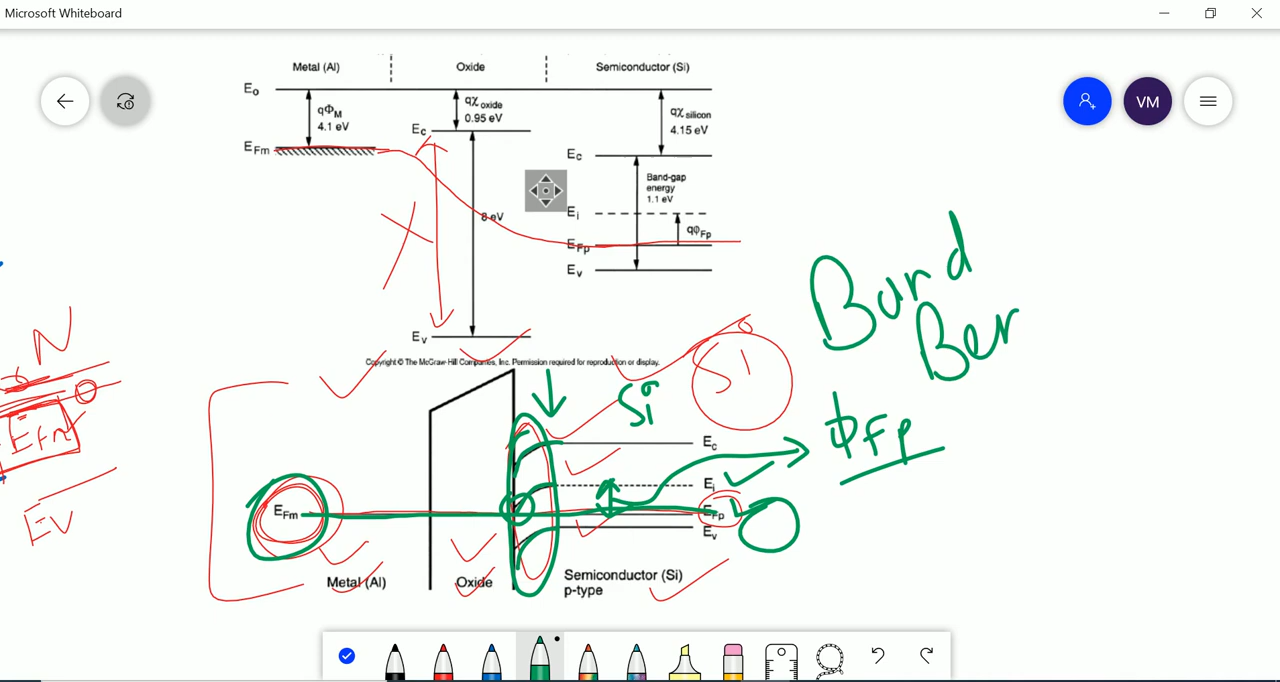 Microsoft Whiteboard
Metal (Al) Oxide Semiconductor (Si)
E₀
qΦM
4.1 eV
qχoxide
0.95 eV
qχsilicon
4.15 eV
Ec
EFm
Ec
Band-gap
energy
1.1 eV
8 eV
Ei
qφFp
EFp
Ev
Ev
Copyright © The McGraw-Hill Companies, Inc. Permission required for reproduction or display.
VM
Band
Ben
N
EFn
Ev
Si
Si
ΦFp
Ec
Ei
EFm
EFp
Ev
Metal (Al) Oxide Semiconductor (Si)
p-type